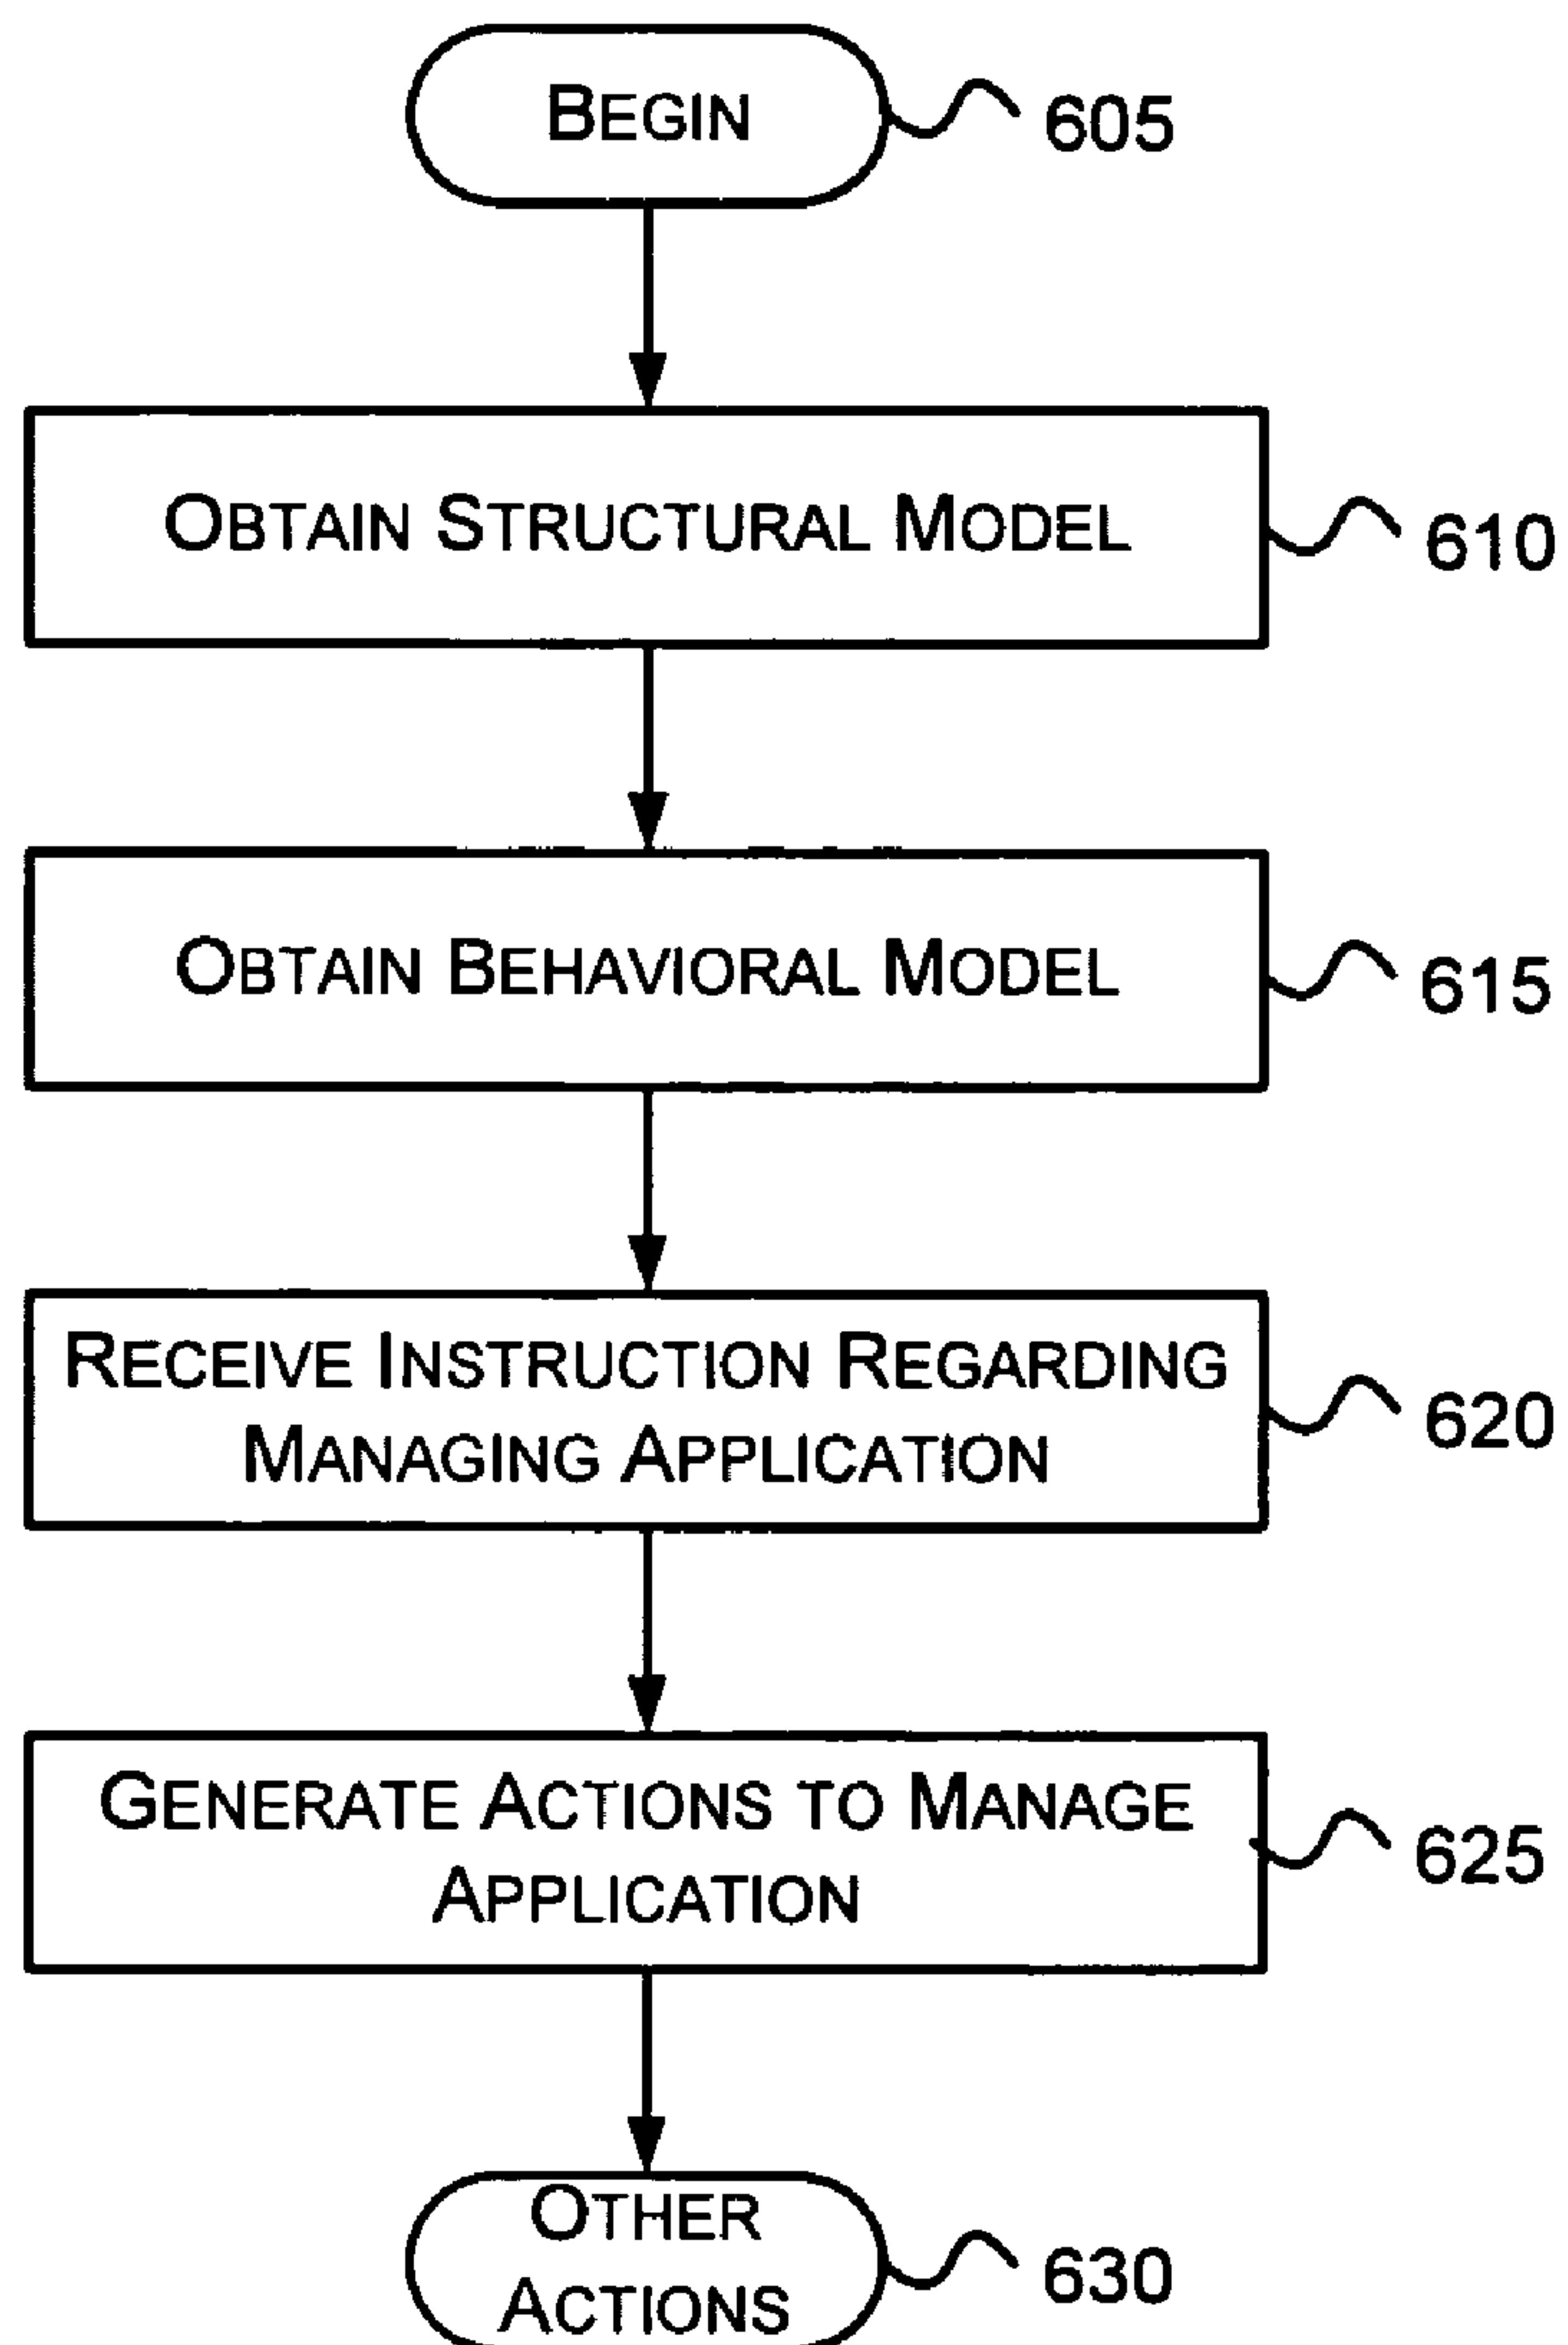 BEGIN
605
OBTAIN STRUCTURAL MODEL
610
OBTAIN BEHAVIORAL MODEL
615
RECEIVE INSTRUCTION REGARDING
MANAGING APPLICATION
620
GENERATE ACTIONS TO MANAGE
APPLICATION
625
OTHER
ACTIONS
630